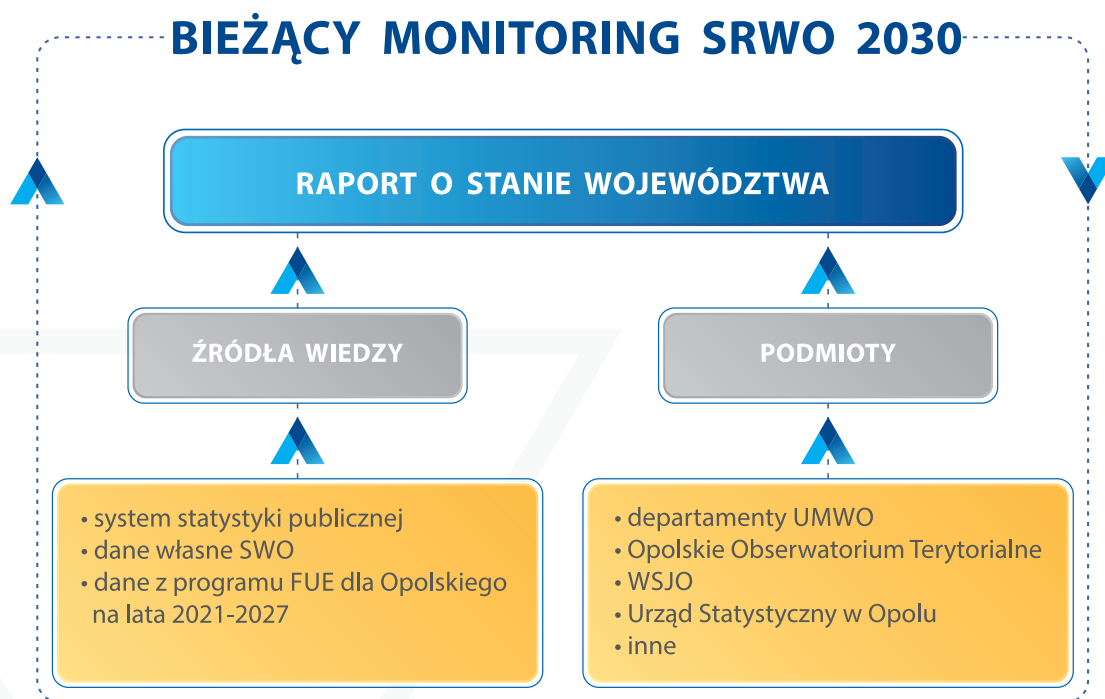 BIEŻĄCY MONITORING SRWO 2030
RAPORT O STANIE WOJEWÓDZTWA
ŹRÓDŁA WIEDZY
• system statystyki publicznej
• dane własne SWO
• dane z programu FUE dla Opolskiego
na lata 2021-2027
PODMIOTY
• departamenty UMWO
• Opolskie Obserwatorium Terytorialne
• WSJO
• Urząd Statystyczny w Opolu
• inne